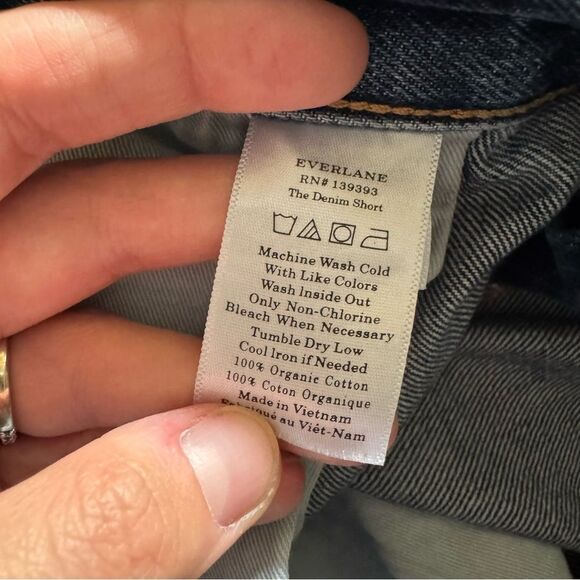 EVERLANE
RN# 139393
The Denim Short
Machine Wash Cold
With Like Colors
Wash Inside Out
Only Non-Chlorine
Bleach When Necessary
Tumble Dry Low
Cool Iron if Needed
100% Organic Cotton
100% Coton Organique
Made in Vietnam
Fabriqué au Viêt-Nam